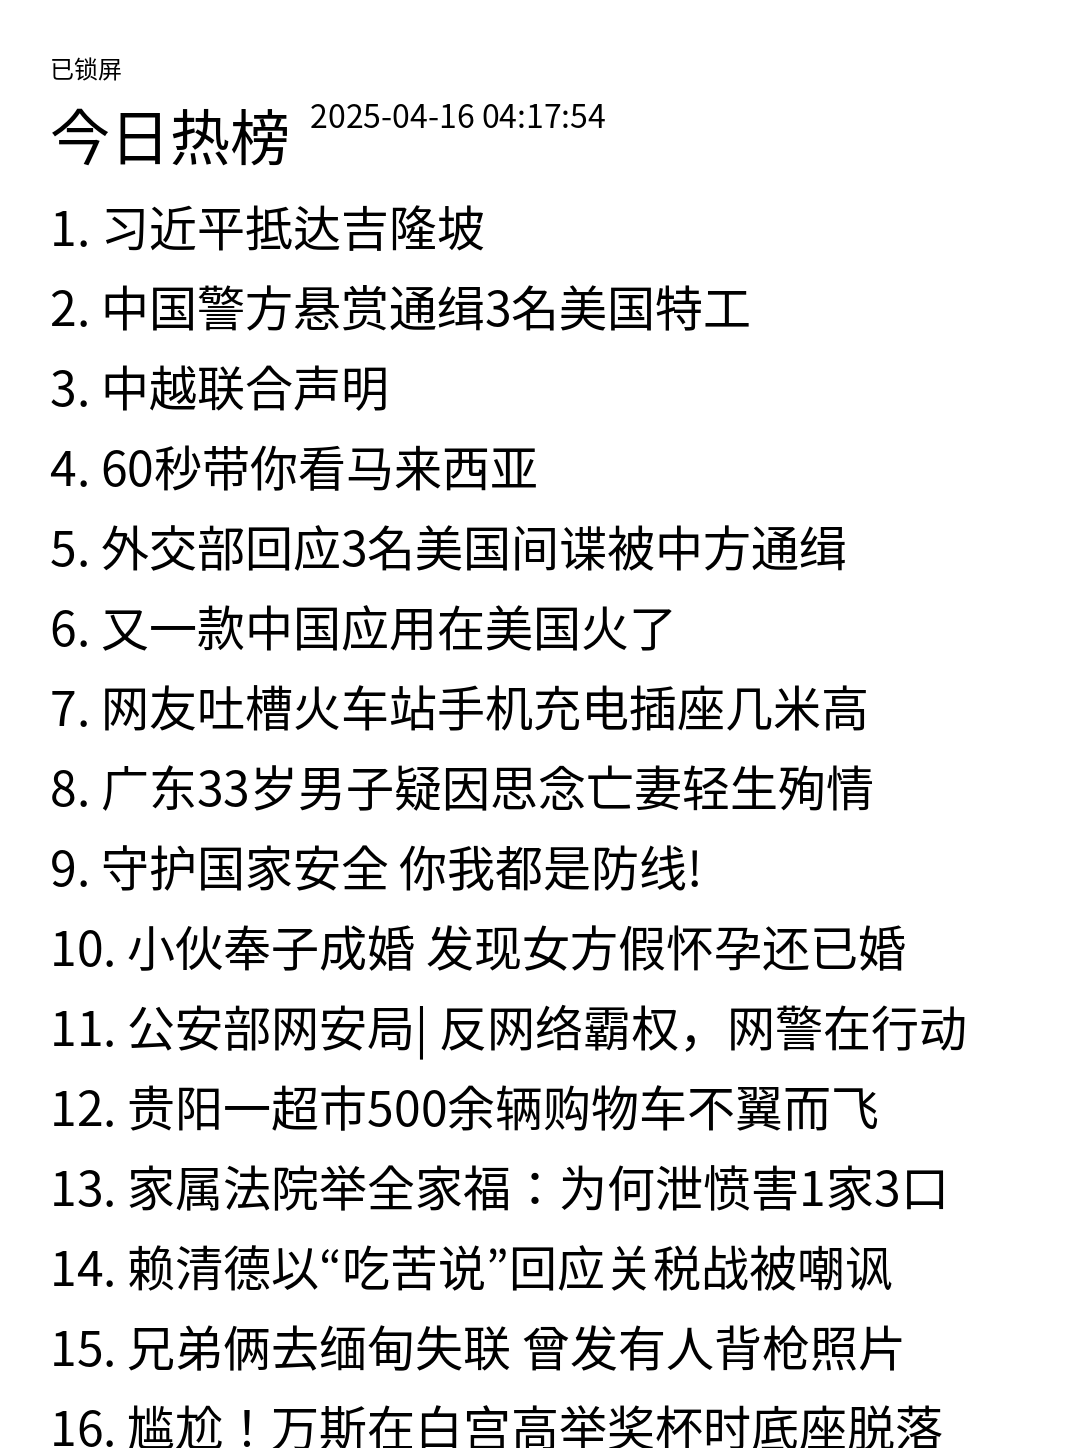 已锁屏
今日热榜 2025-04-16 04:17:54
1. 习近平抵达吉隆坡
2. 中国警方悬赏通缉3名美国特工
3. 中越联合声明
4. 60秒带你看马来西亚
5. 外交部回应3名美国间谍被中方通缉
6. 又一款中国应用在美国火了
7. 网友吐槽火车站手机充电插座几米高
8. 广东33岁男子疑因思念亡妻轻生殉情
9. 守护国家安全 你我都是防线!
10. 小伙奉子成婚 发现女方假怀孕还已婚
11. 公安部网安局| 反网络霸权，网警在行动
12. 贵阳一超市500余辆购物车不翼而飞
13. 家属法院举全家福：为何泄愤害1家3口
14. 赖清德以“吃苦说”回应关税战被嘲讽
15. 兄弟俩去缅甸失联 曾发有人背枪照片
16. 尴尬！万斯在白宫高举奖杯时底座脱落